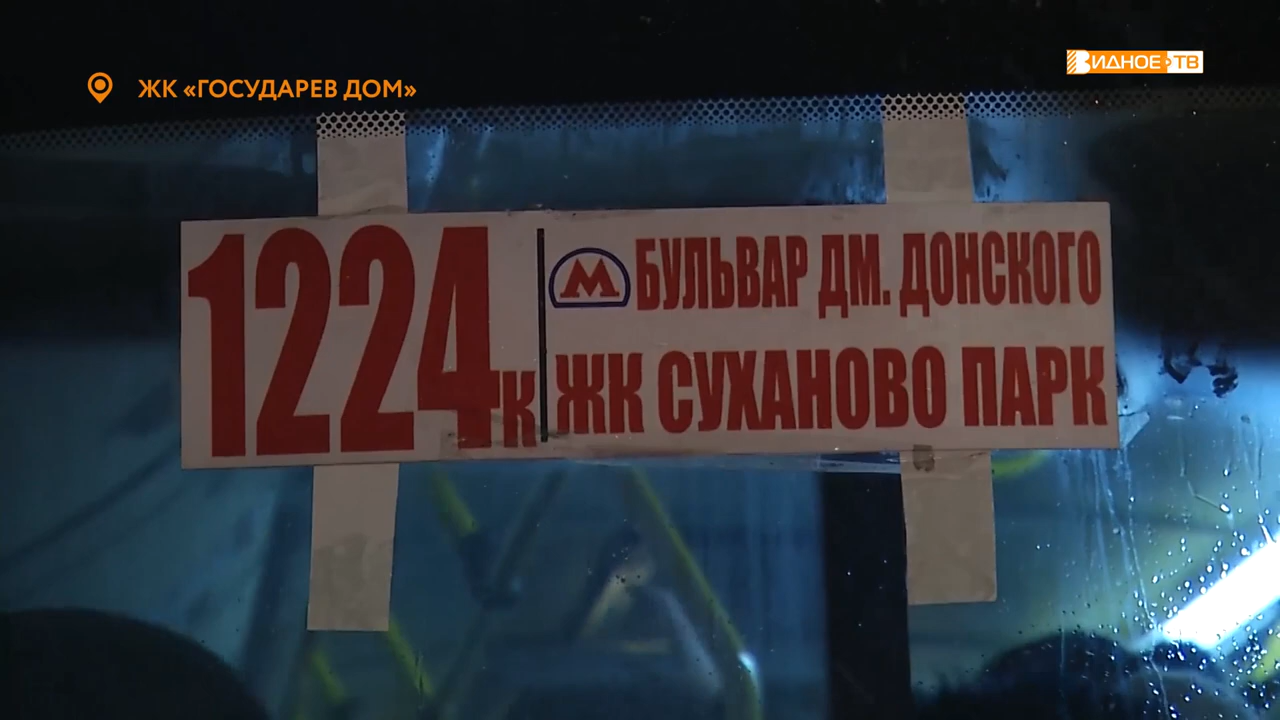 ЖК «ГОСУДАРЕВ ДОМ»
ВИДНОЕ ТВ
1224к
М БУЛЬВАР ДМ. ДОНСКОГО
ЖК СУХАНОВО ПАРК